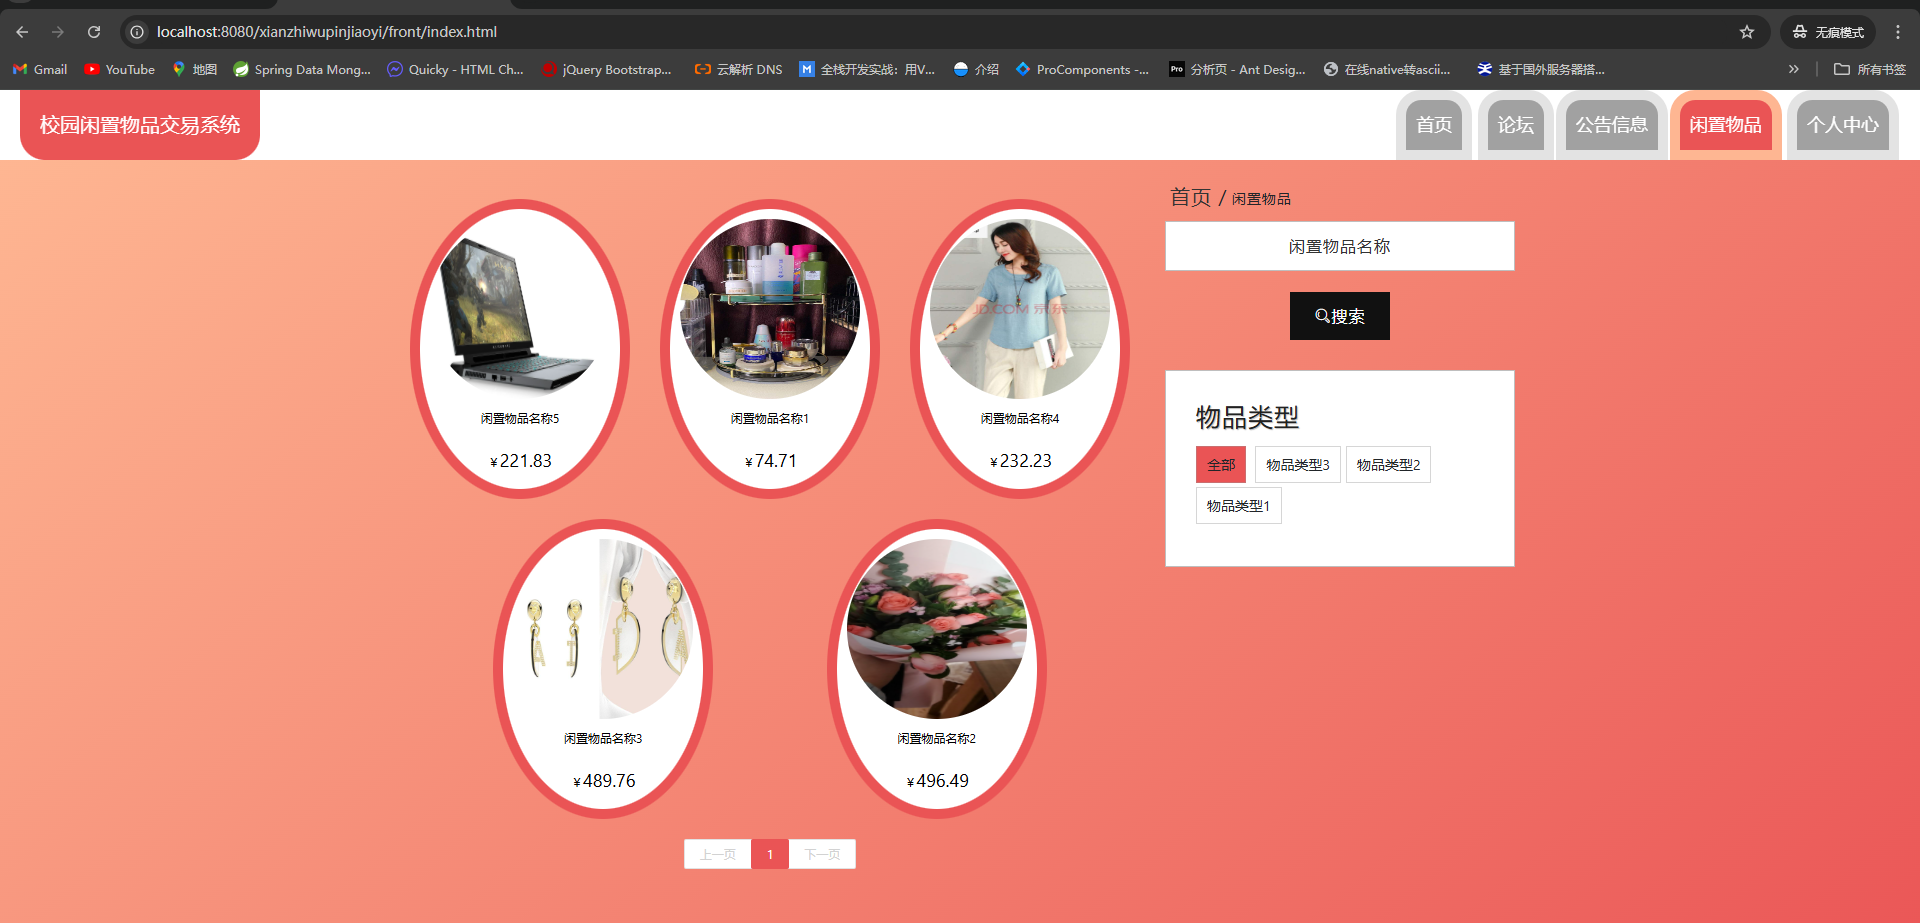 localhost:8080/xianzhiwupinjiaoyi/front/index.html
无痕模式
Gmail
YouTube
地图
Spring Data Mong...
Quicky - HTML Ch...
jQuery Bootstrap...
云解析 DNS
全栈开发实战：用V...
介绍
ProComponents -...
Pro
分析页 - Ant Desig...
在线native转ascii...
基于国外服务器搭...
所有书签
校园闲置物品交易系统
首页
论坛
公告信息
闲置物品
个人中心
首页 / 闲置物品
闲置物品名称
搜索
JD.COM 京东
闲置物品名称5
闲置物品名称1
闲置物品名称4
￥221.83
￥74.71
￥232.23
物品类型
全部
物品类型3
物品类型2
物品类型1
闲置物品名称3
闲置物品名称2
￥489.76
￥496.49
上一页
1
下一页